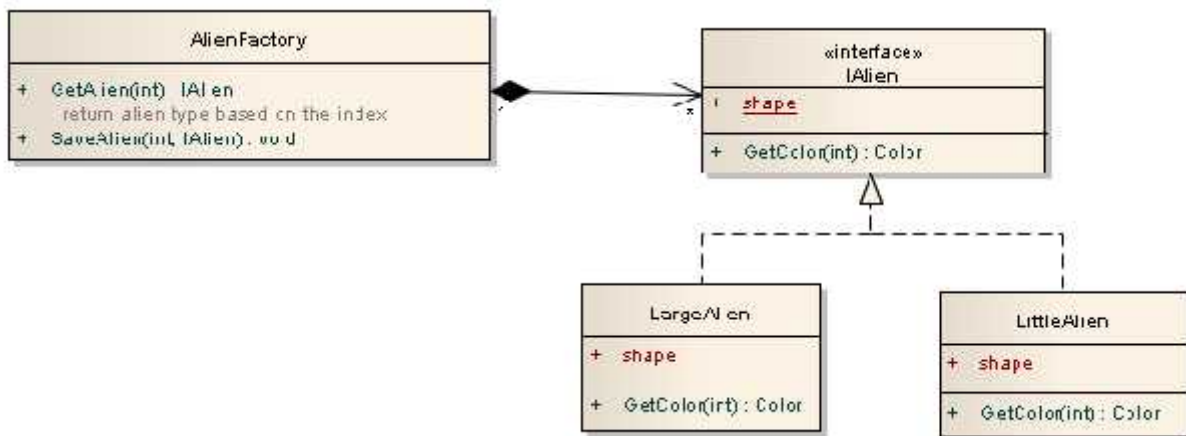 AlienFactory
+ GetAlien(int) IAlien
return alien type based on the index
+ SaveAlien(int, IAlien) : void
«interface»
IAlien
+ shape
+ GetColor(int) : Color
LargeAlien
+ shape
+ GetColor(int) : Color
LittleAlien
+ shape
+ GetColor(int) : Color